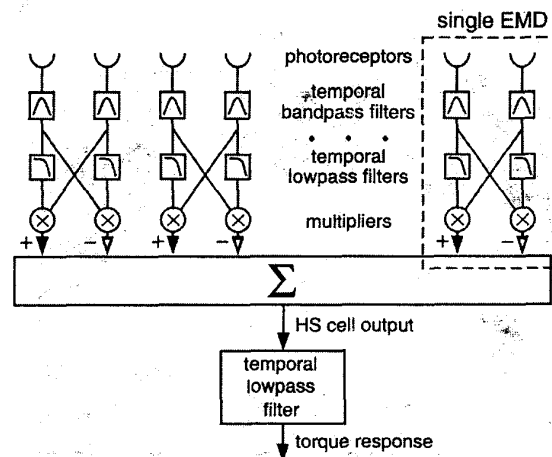 single EMD
photoreceptors
temporal
bandpass filters
temporal
lowpass filters
multipliers
+ − + − + −
Σ
HS cell output
temporal
lowpass
filter
torque response